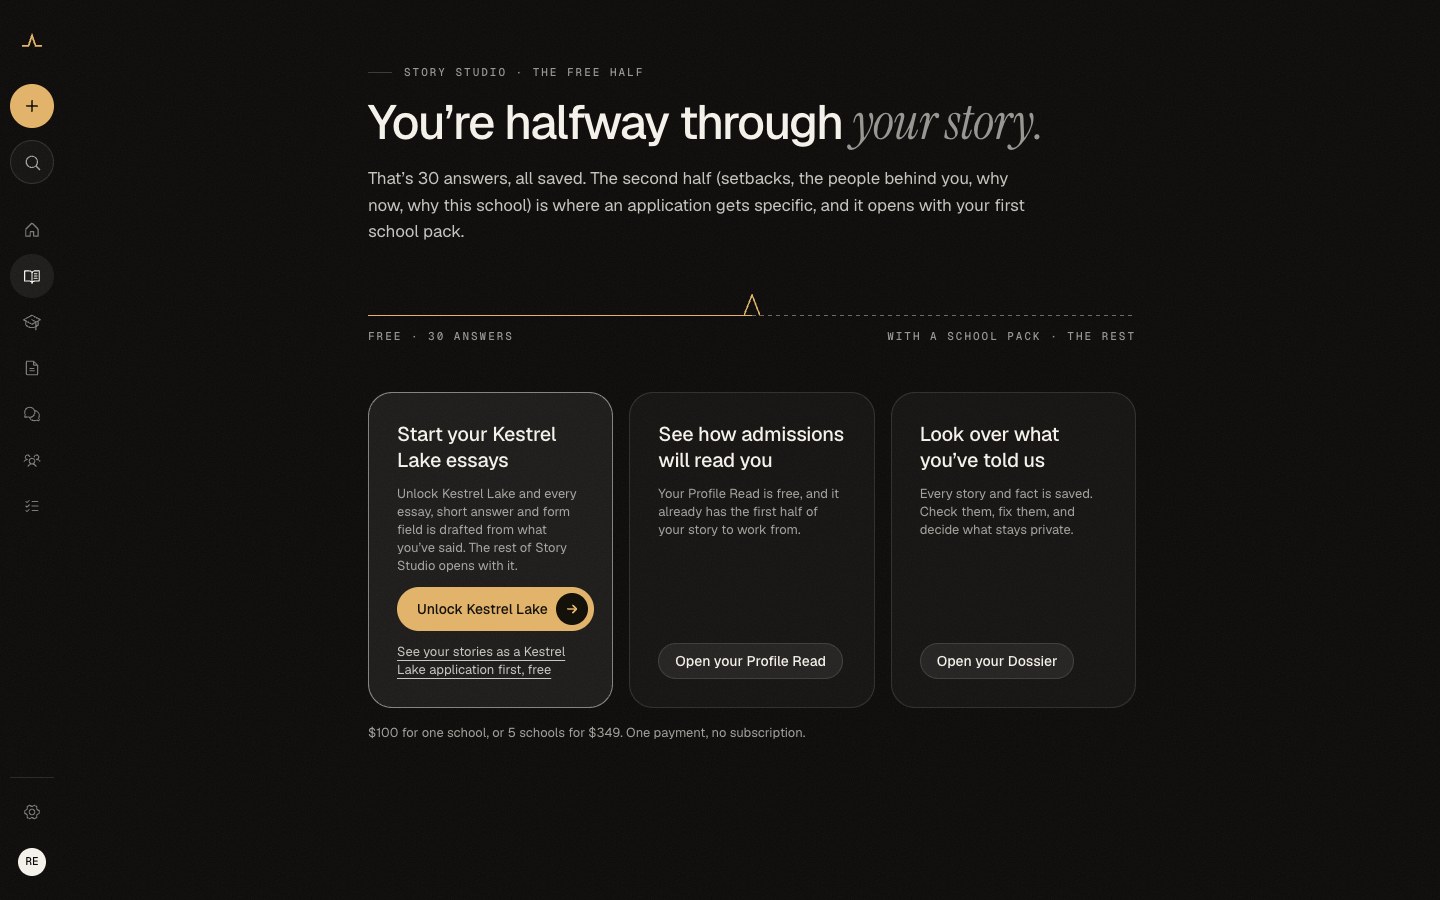 STORY STUDIO · THE FREE HALF
You’re halfway through your story.
That’s 30 answers, all saved. The second half (setbacks, the people behind you, why
now, why this school) is where an application gets specific, and it opens with your first
school pack.
FREE · 30 ANSWERS
WITH A SCHOOL PACK · THE REST
Start your Kestrel
Lake essays
Unlock Kestrel Lake and every
essay, short answer and form
field is drafted from what
you’ve said. The rest of Story
Studio opens with it.
Unlock Kestrel Lake
See your stories as a Kestrel
Lake application first, free
See how admissions
will read you
Your Profile Read is free, and it
already has the first half of
your story to work from.
Open your Profile Read
Look over what
you’ve told us
Every story and fact is saved.
Check them, fix them, and
decide what stays private.
Open your Dossier
$100 for one school, or 5 schools for $349. One payment, no subscription.
RE